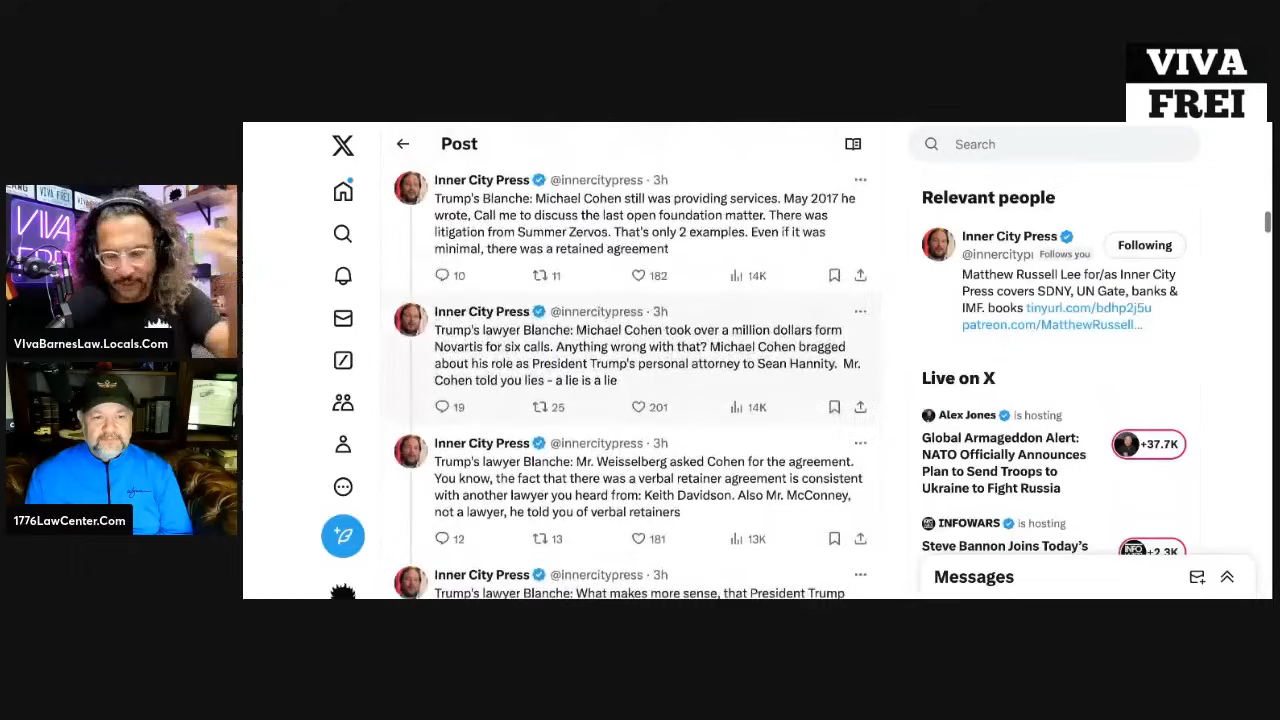 VIVA
FREI
EARG
VIVA FREI
VIVA
VIvaBarnesLaw.Locals.Com
1776LawCenter.Com
X
Post
Inner City Press @innercitypress · 3h
Trump's Blanche: Michael Cohen still was providing services. May 2017 he
wrote, Call me to discuss the last open foundation matter. There was
litigation from Summer Zervos. That's only 2 examples. Even if it was
minimal, there was a retained agreement
10 11 182 14K
Inner City Press @innercitypress · 3h
Trump's lawyer Blanche: Michael Cohen took over a million dollars form
Novartis for six calls. Anything wrong with that? Michael Cohen bragged
about his role as President Trump's personal attorney to Sean Hannity. Mr.
Cohen told you lies - a lie is a lie
19 25 201 14K
Inner City Press @innercitypress · 3h
Trump's lawyer Blanche: Mr. Weisselberg asked Cohen for the agreement.
You know, the fact that there was a verbal retainer agreement is consistent
with another lawyer you heard from: Keith Davidson. Also Mr. McConney,
not a lawyer, he told you of verbal retainers
12 13 181 13K
Inner City Press @innercitypress · 3h
Trump's lawyer Blanche: What makes more sense, that President Trump
Search
Relevant people
Inner City Press
@innercitypr Follows you
Following
Matthew Russell Lee for/as Inner City
Press covers SDNY, UN Gate, banks &
IMF. books tinyurl.com/bdhp2j5u
patreon.com/MatthewRussell...
Live on X
Alex Jones is hosting
Global Armageddon Alert:
NATO Officially Announces
Plan to Send Troops to
Ukraine to Fight Russia
+37.7K
INFOWARS is hosting
Steve Bannon Joins Today's
+2.3K
Messages